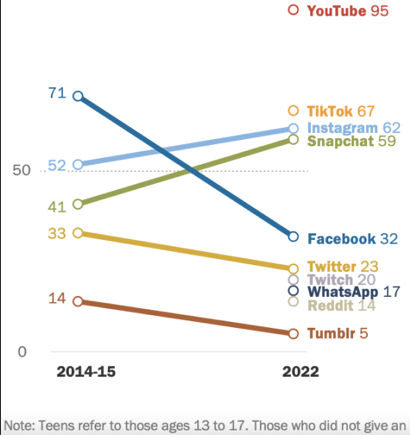 YouTube 95
71
TikTok 67
Instagram 62
52
Snapchat 59
50
41
33
Facebook 32
Twitter 23
Twitch 20
14
WhatsApp 17
Reddit 14
Tumblr 5
0
2014-15 2022
Note: Teens refer to those ages 13 to 17. Those who did not give an